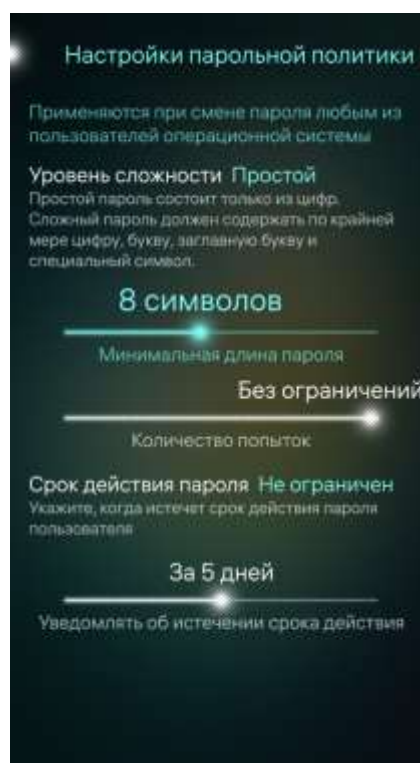 Настройки парольной политики
Применяются при смене пароля любым из
пользователей операционной системы
Уровень сложности Простой
Простой пароль состоит только из цифр.
Сложный пароль должен содержать по крайней
мере цифру, букву, заглавную букву и
специальный символ.
8 символов
Минимальная длина пароля
Без ограничений
Количество попыток
Срок действия пароля Не ограничен
Укажите, когда истечет срок действия пароля
пользователя
За 5 дней
Уведомлять об истечении срока действия